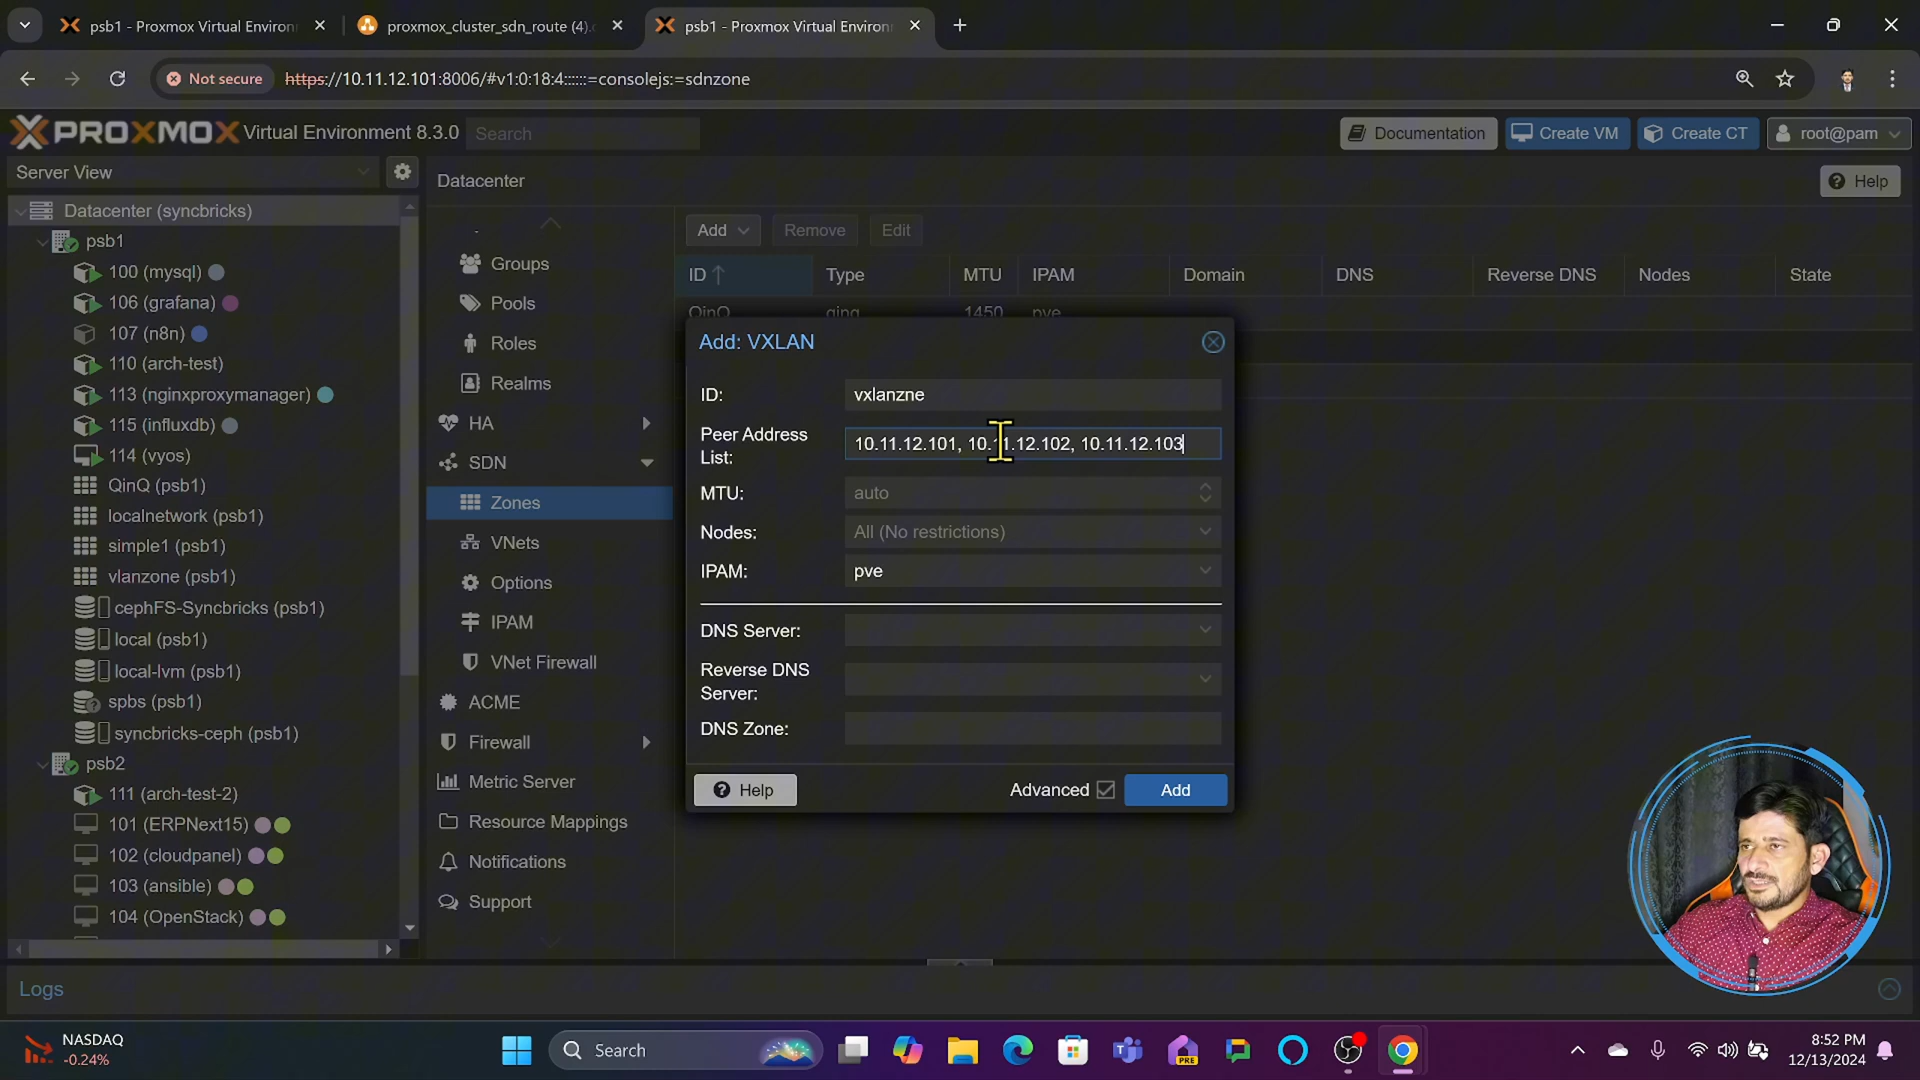 psb1 - Proxmox Virtual Environ
proxmox_cluster_sdn_route (4).
psb1 - Proxmox Virtual Environ
Not secure
https://10.11.12.101:8006/#v1:0:18:4::::::=consolejs:=sdnzone
PROXMOX Virtual Environment 8.3.0
Search
Documentation
Create VM
Create CT
root@pam
Server View
Datacenter
Help
Datacenter (syncbricks)
psb1
100 (mysql)
106 (grafana)
107 (n8n)
110 (arch-test)
113 (nginxproxymanager)
115 (influxdb)
114 (vyos)
QinQ (psb1)
localnetwork (psb1)
simple1 (psb1)
vlanzone (psb1)
cephFS-Syncbricks (psb1)
local (psb1)
local-lvm (psb1)
spbs (psb1)
syncbricks-ceph (psb1)
psb2
111 (arch-test-2)
101 (ERPNext15)
102 (cloudpanel)
103 (ansible)
104 (OpenStack)
Groups
Pools
Roles
Realms
HA
SDN
Zones
VNets
Options
IPAM
VNet Firewall
ACME
Firewall
Metric Server
Resource Mappings
Notifications
Support
Add
Remove
Edit
ID
Type
MTU
IPAM
Domain
DNS
Reverse DNS
Nodes
State
QinQ
qinq
1450
pve
Add: VXLAN
ID:
vxlanzne
Peer Address
List:
10.11.12.101, 10.11.12.102, 10.11.12.103
MTU:
auto
Nodes:
All (No restrictions)
IPAM:
pve
DNS Server:
Reverse DNS
Server:
DNS Zone:
Help
Advanced
Add
Logs
NASDAQ
-0.24%
Search
PRE
8:52 PM
12/13/2024